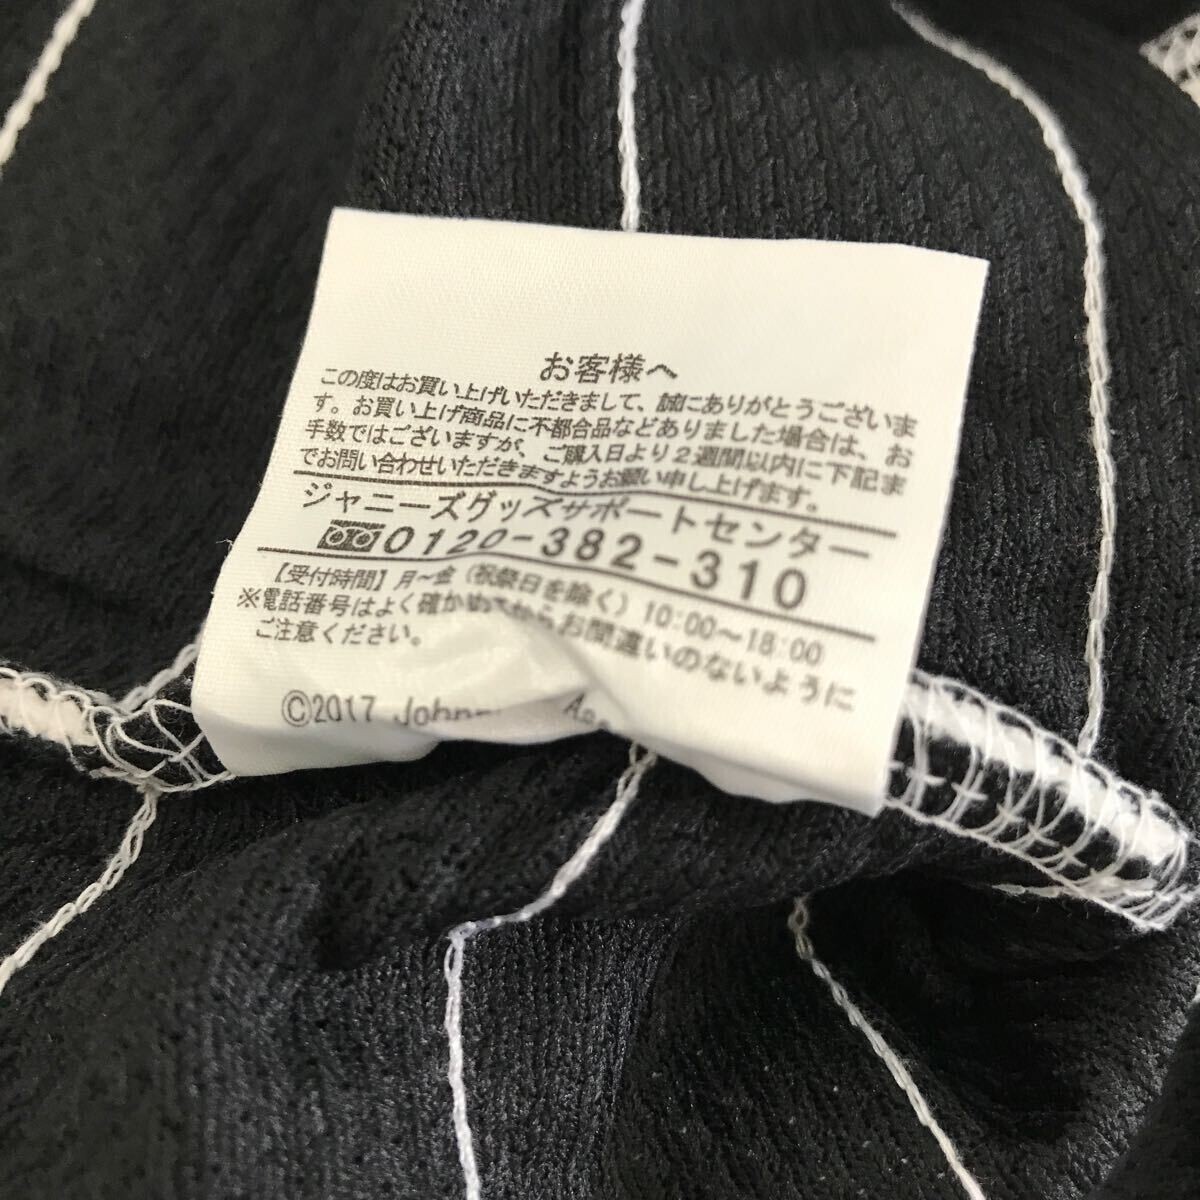 お客様へ
この度はお買い上げいただきまして、誠にありがとうございま
す。お買い上げ商品に不都合品などありました場合は、お
手数ではございますが、ご購入日より2週間以内に下記ま
でお問い合わせいただきますようお願い申し上げます。
ジャニーズグッズサポートセンター
0120-382-310
【受付時間】月～金（祝祭日を除く）10:00～18:00
※電話番号はよく確かめてからお間違いのないように
ご注意ください。
©2017